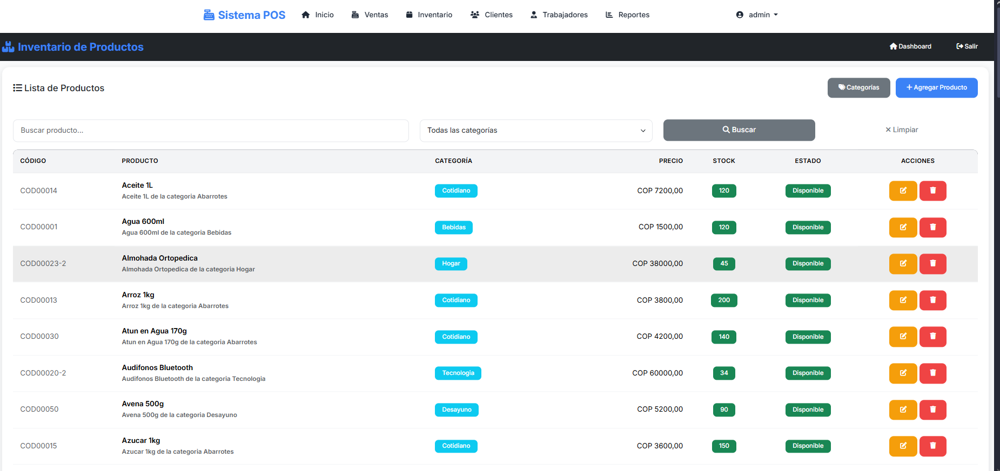 Sistema POS Inicio Ventas Inventario Clientes Trabajadores Reportes admin
Inventario de Productos Dashboard Salir
Lista de Productos Categorías + Agregar Producto
Buscar producto... Todas las categorías Buscar × Limpiar
CÓDIGO PRODUCTO CATEGORÍA PRECIO STOCK ESTADO ACCIONES
COD00014 Aceite 1L Cotidiano COP 7200,00 120 Disponible
Aceite 1L de la categoria Abarrotes
COD00001 Agua 600ml Bebidas COP 1500,00 120 Disponible
Agua 600ml de la categoria Bebidas
COD00023-2 Almohada Ortopedica Hogar COP 38000,00 45 Disponible
Almohada Ortopedica de la categoria Hogar
COD00013 Arroz 1kg Cotidiano COP 3800,00 200 Disponible
Arroz 1kg de la categoria Abarrotes
COD00030 Atun en Agua 170g Cotidiano COP 4200,00 140 Disponible
Atun en Agua 170g de la categoria Abarrotes
COD00020-2 Audifonos Bluetooth Tecnologia COP 60000,00 34 Disponible
Audifonos Bluetooth de la categoria Tecnologia
COD00050 Avena 500g Desayuno COP 5200,00 90 Disponible
Avena 500g de la categoria Desayuno
COD00015 Azucar 1kg Cotidiano COP 3600,00 150 Disponible
Azucar 1kg de la categoria Abarrotes